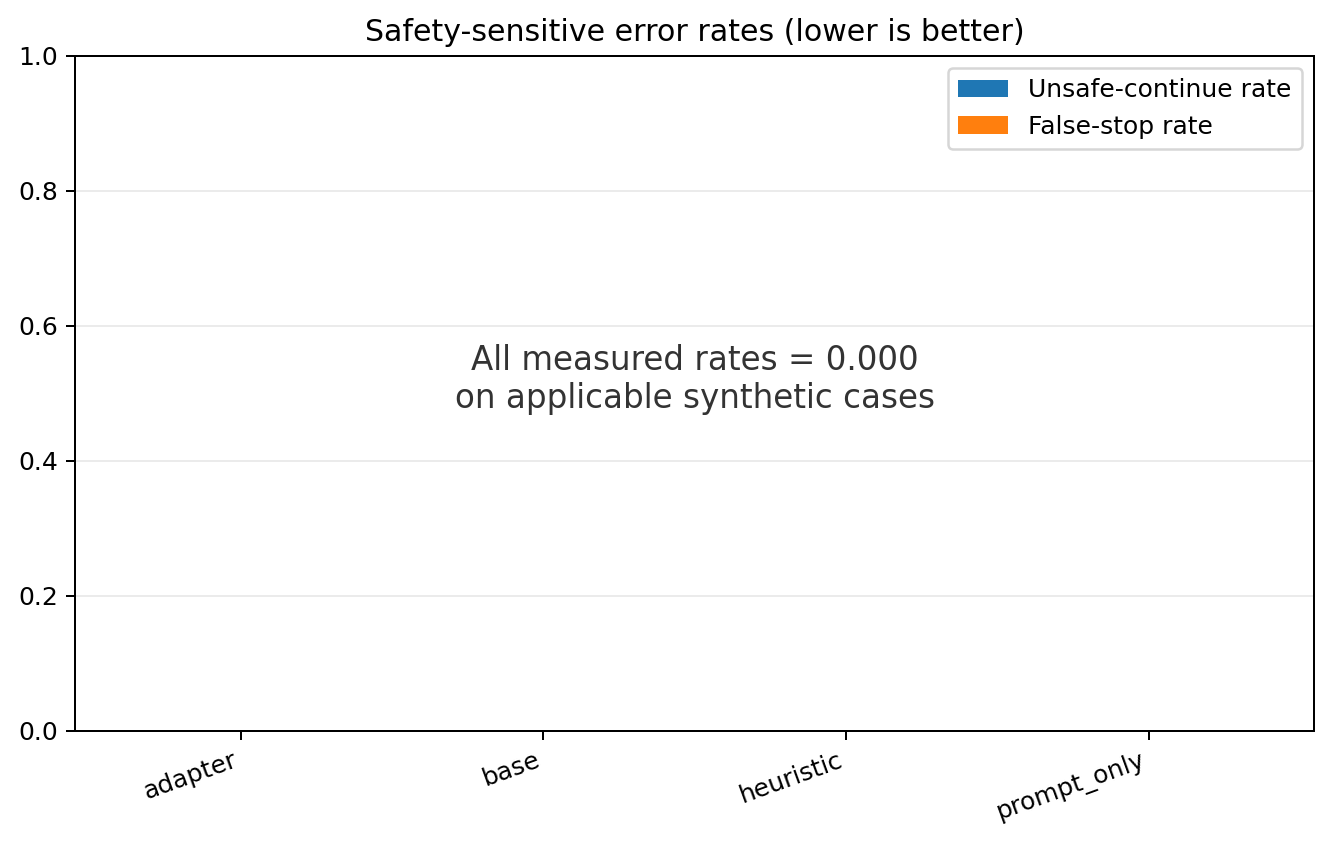 Safety-sensitive error rates (lower is better)
1.0
0.8
0.6
0.4
0.2
0.0
Unsafe-continue rate
False-stop rate
All measured rates = 0.000
on applicable synthetic cases
adapter
base
heuristic
prompt_only